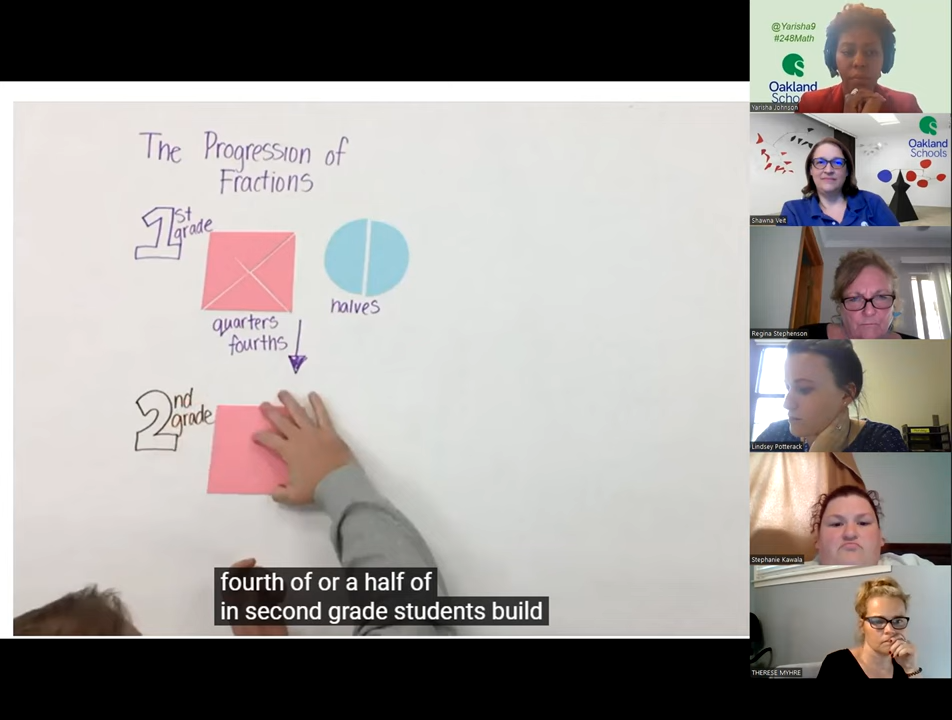 The Progression of
Fractions
1st
grade
quarters
fourths
halves
2nd
grade
fourth of or a half of
in second grade students build
@Yarisha9
#248Math
Oakland
Schoo
Yarisha Johnson
Oakland
Schools
Shawna Veit
Regina Stephenson
Lindsey Potterack
Stephanie Kawala
THERESE MYHRE